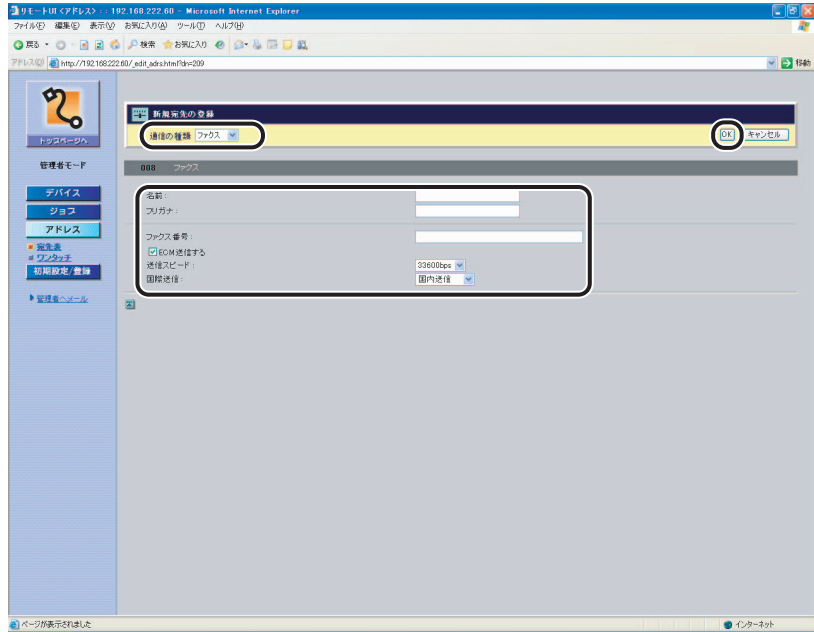 リモートUI <アドレス> : : 192.168.222.60 - Microsoft Internet Explorer
ファイル(F) 編集(E) 表示(V) お気に入り(A) ツール(T) ヘルプ(H)
戻る 検索 お気に入り
アドレス(D) http://192.168.222.60/_edit_adrs.html?dn=209 移動
トップページへ
新規宛先の登録
通信の種類 ファクス OK キャンセル
管理者モード
008 ファクス
デバイス
ジョブ
アドレス
宛先表
ワンタッチ
初期設定/登録
管理者へメール
名前 :
フリガナ :
ファクス番号 :
ECM送信する
送信スピード : 33600bps
国際送信 : 国内送信
ページが表示されました インターネット